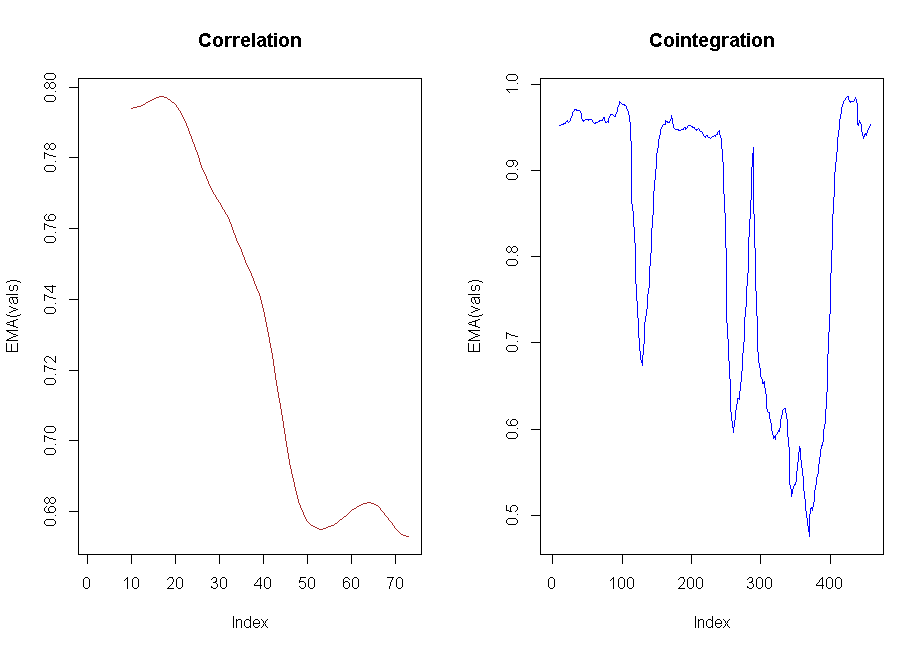 Correlation
EMA(vals)
0.80
0.78
0.76
0.74
0.72
0.70
0.68
0 10 20 30 40 50 60 70
Index
Cointegration
EMA(vals)
1.0
0.9
0.8
0.7
0.6
0.5
0 100 200 300 400
Index